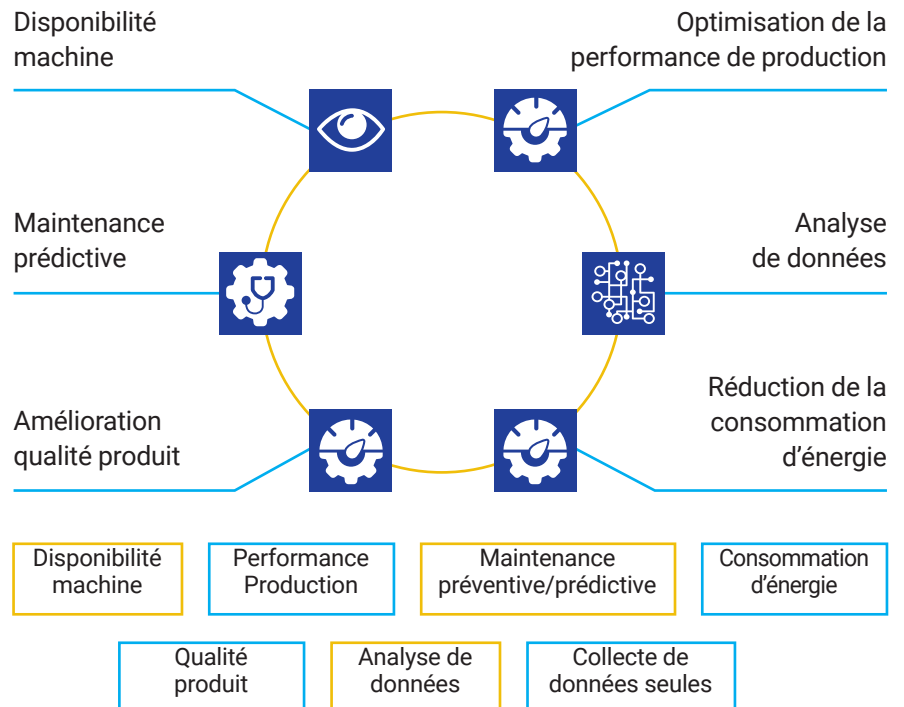 Disponibilité
machine
Optimisation de la
performance de production
Maintenance
prédictive
Analyse
de données
Amélioration
qualité produit
Réduction de la
consommation
d’énergie
Disponibilité
machine
Performance
Production
Maintenance
préventive/prédictive
Consommation
d’énergie
Qualité
produit
Analyse de
données
Collecte de
données seules